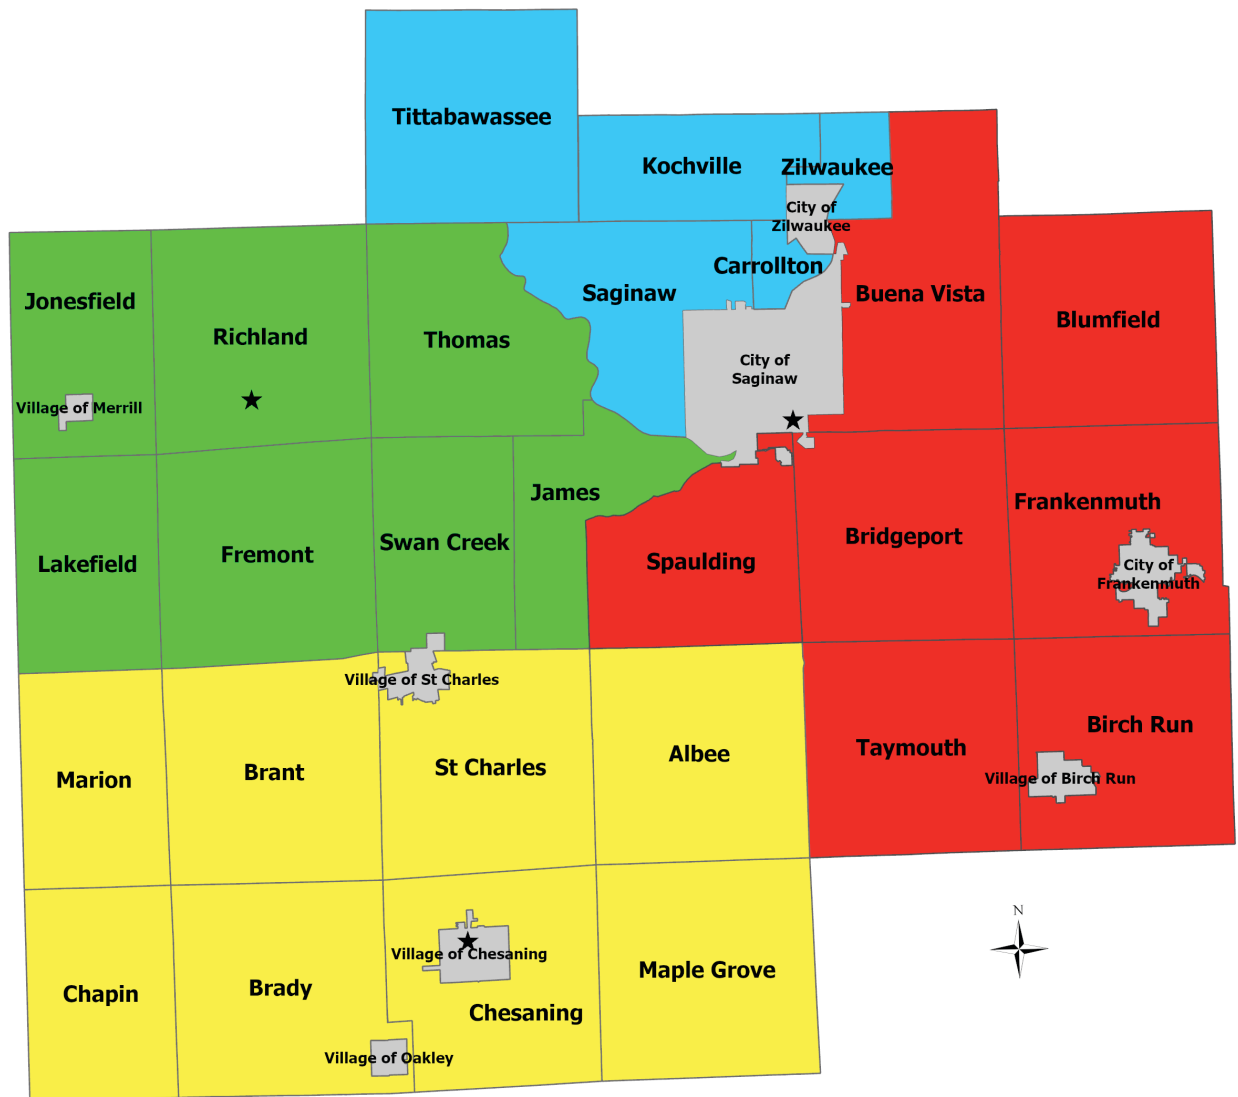 Tittabawassee
Kochville
Zilwaukee
City of
Zilwaukee
Carrollton
Saginaw
Buena Vista
Jonesfield
Blumfield
Richland
Thomas
City of
Saginaw
Village of Merrill
James
Frankenmuth
Bridgeport
Swan Creek
Fremont
Spaulding
Lakefield
City of
Frankenmuth
Village of St Charles
Birch Run
Taymouth
Albee
St Charles
Brant
Marion
Village of Birch Run
N
Village of Chesaning
Maple Grove
Brady
Chapin
Chesaning
Village of Oakley